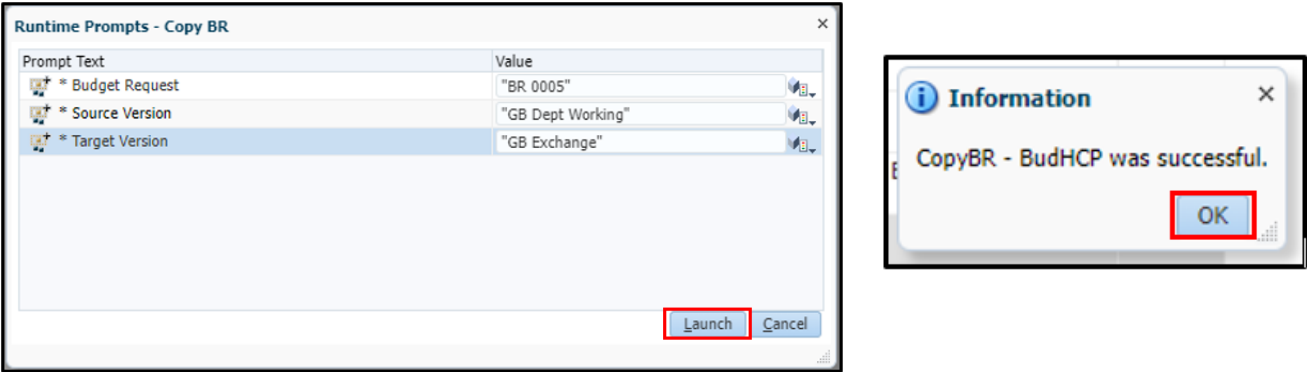 Runtime Prompts - Copy BR
Prompt Text Value
* Budget Request "BR 0005"
* Source Version "GB Dept Working"
* Target Version "GB Exchange"
Launch Cancel
Information
CopyBR - BudHCP was successful.
OK